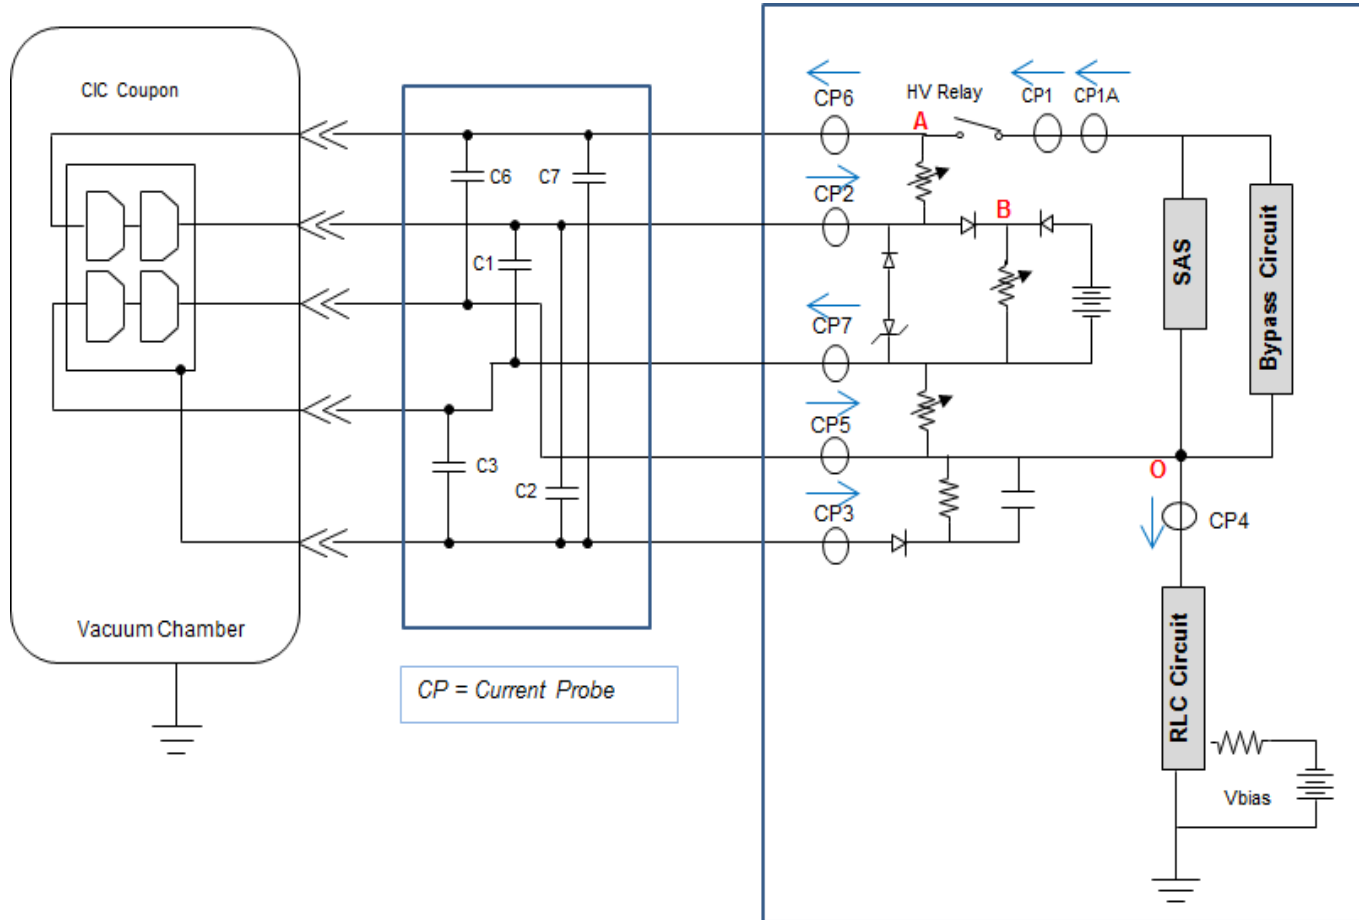 CIC Coupon
CP6
HV Relay
CP1
CP1A
A
C6
C7
CP2
B
C1
SAS
Bypass Circuit
CP7
CP5
C3
C2
O
CP3
CP4
Vacuum Chamber
CP = Current Probe
RLC Circuit
Vbias